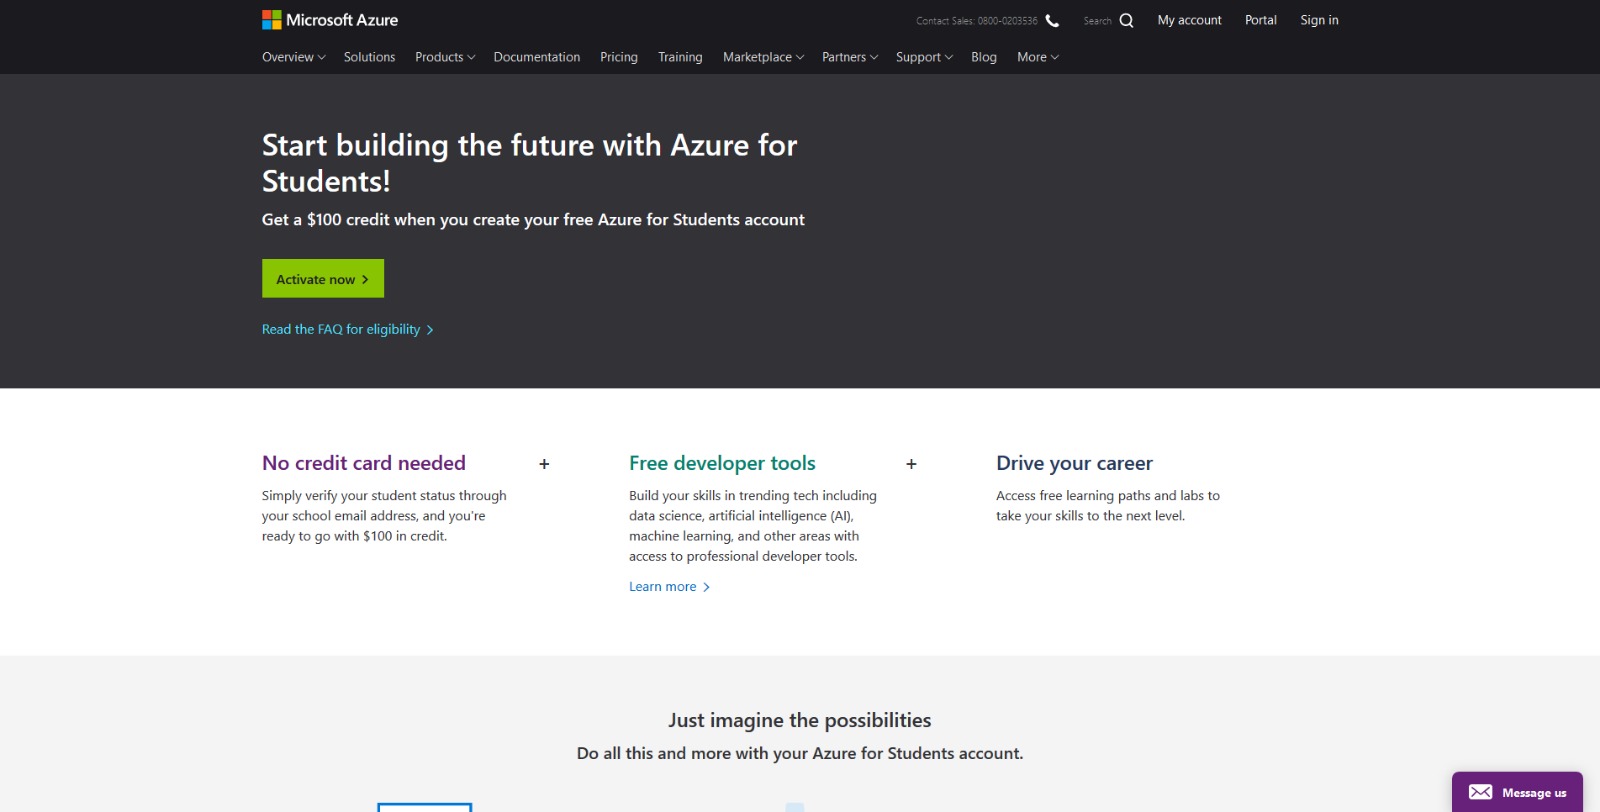 Microsoft Azure
Contact Sales: 0800-0203536
Search
My account
Portal
Sign in
Overview
Solutions
Products
Documentation
Pricing
Training
Marketplace
Partners
Support
Blog
More
Start building the future with Azure for
Students!
Get a $100 credit when you create your free Azure for Students account
Activate now
Read the FAQ for eligibility
No credit card needed +
Simply verify your student status through
your school email address, and you're
ready to go with $100 in credit.
Free developer tools +
Build your skills in trending tech including
data science, artificial intelligence (AI),
machine learning, and other areas with
access to professional developer tools.
Learn more
Drive your career
Access free learning paths and labs to
take your skills to the next level.
Just imagine the possibilities
Do all this and more with your Azure for Students account.
Message us